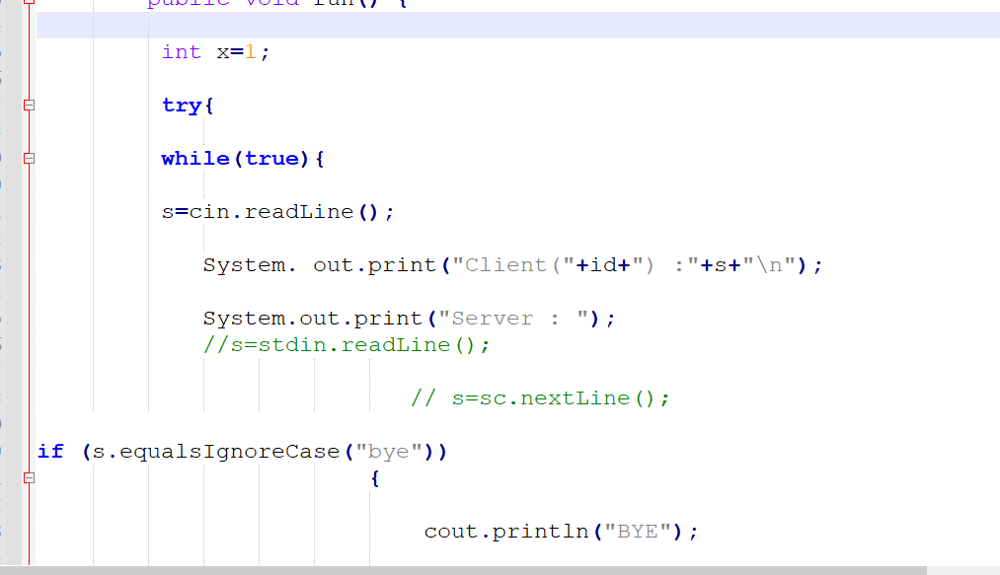 public void run() {
int x=1;
try{
while(true){
s=cin.readLine();
System. out.print("Client("+id+") :"+s+"\n");
System.out.print("Server : ");
//s=stdin.readLine();
// s=sc.nextLine();
if (s.equalsIgnoreCase("bye"))
{
cout.println("BYE");